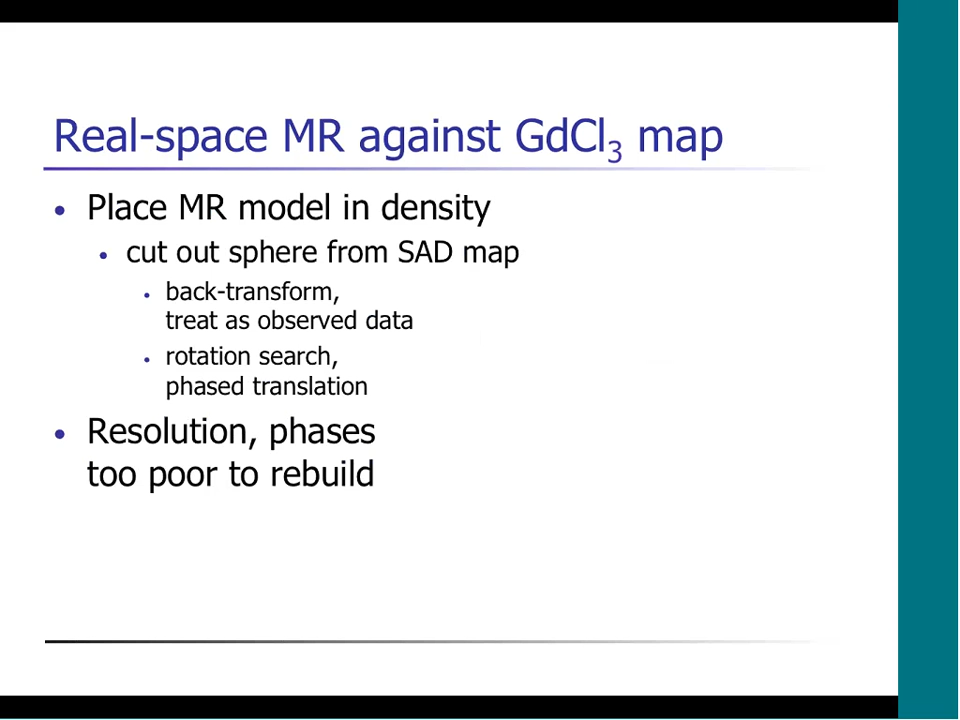 Real-space MR against GdCl₃ map
• Place MR model in density
• cut out sphere from SAD map
• back-transform,
treat as observed data
• rotation search,
phased translation
• Resolution, phases
too poor to rebuild